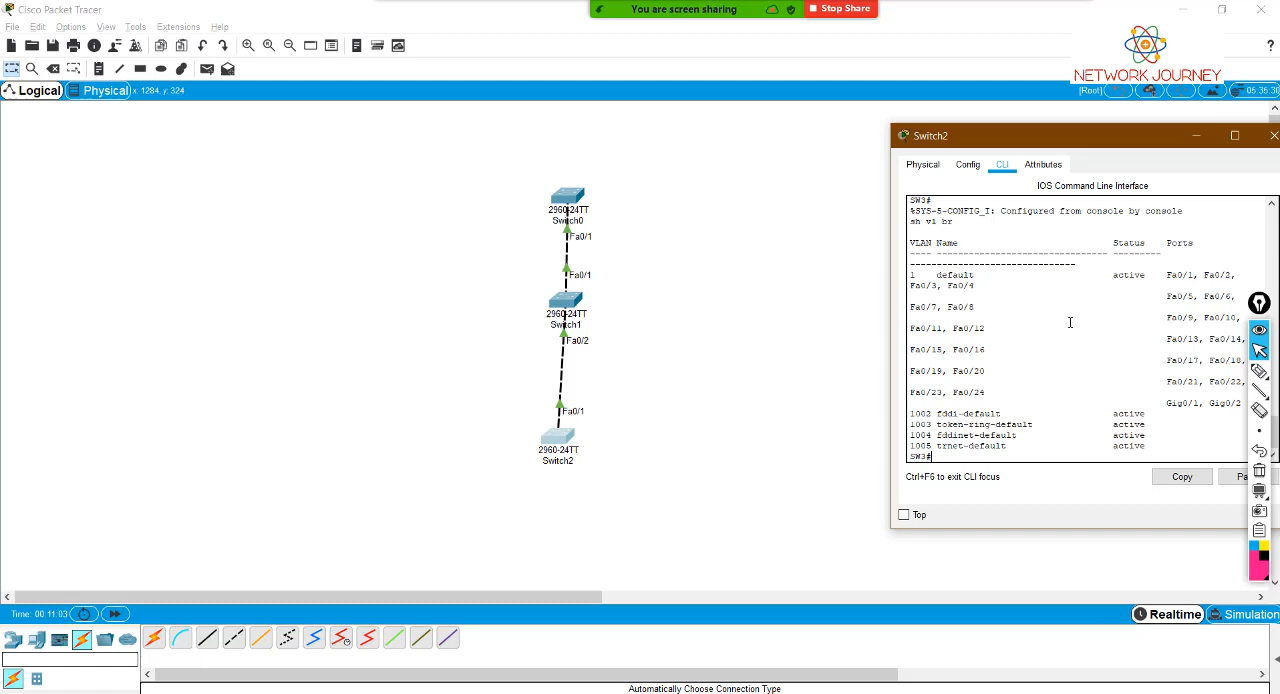 Cisco Packet Tracer
You are screen sharing
Stop Share
File Edit Options View Tools Extensions Help
?
NETWORK JOURNEY
Logical
Physical x: 1284, y: 324
[Root]
05:35:30
Switch2
Physical Config CLI Attributes
IOS Command Line Interface
SW3#
%SYS-5-CONFIG_I: Configured from console by console
sh vl br
VLAN Name Status Ports
---- -------------------------------- --------- -------------------------------
1 default active Fa0/1, Fa0/2,
Fa0/3, Fa0/4
Fa0/5, Fa0/6,
Fa0/7, Fa0/8
Fa0/9, Fa0/10,
Fa0/11, Fa0/12
Fa0/13, Fa0/14,
Fa0/15, Fa0/16
Fa0/17, Fa0/18,
Fa0/19, Fa0/20
Fa0/21, Fa0/22,
Fa0/23, Fa0/24
Gig0/1, Gig0/2
1002 fddi-default active
1003 token-ring-default active
1004 fddinet-default active
1005 trnet-default active
SW3#
Ctrl+F6 to exit CLI focus
Copy
Pa
Top
2960-24TT
Switch0
Fa0/1
Fa0/1
2960-24TT
Switch1
Fa0/2
Fa0/1
2960-24TT
Switch2
Time: 00:11:03
Realtime
Simulation
Automatically Choose Connection Type